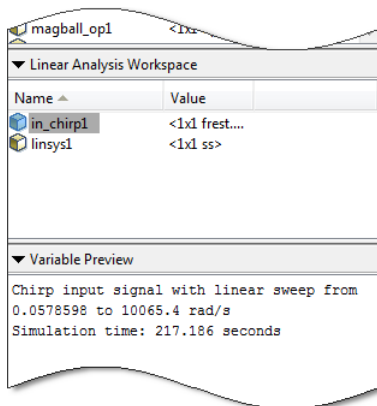 magball_op1
Linear Analysis Workspace
Name Value
in_chirp1 <1x1 frest....
linsys1 <1x1 ss>
Variable Preview
Chirp input signal with linear sweep from
0.0578598 to 10065.4 rad/s
Simulation time: 217.186 seconds